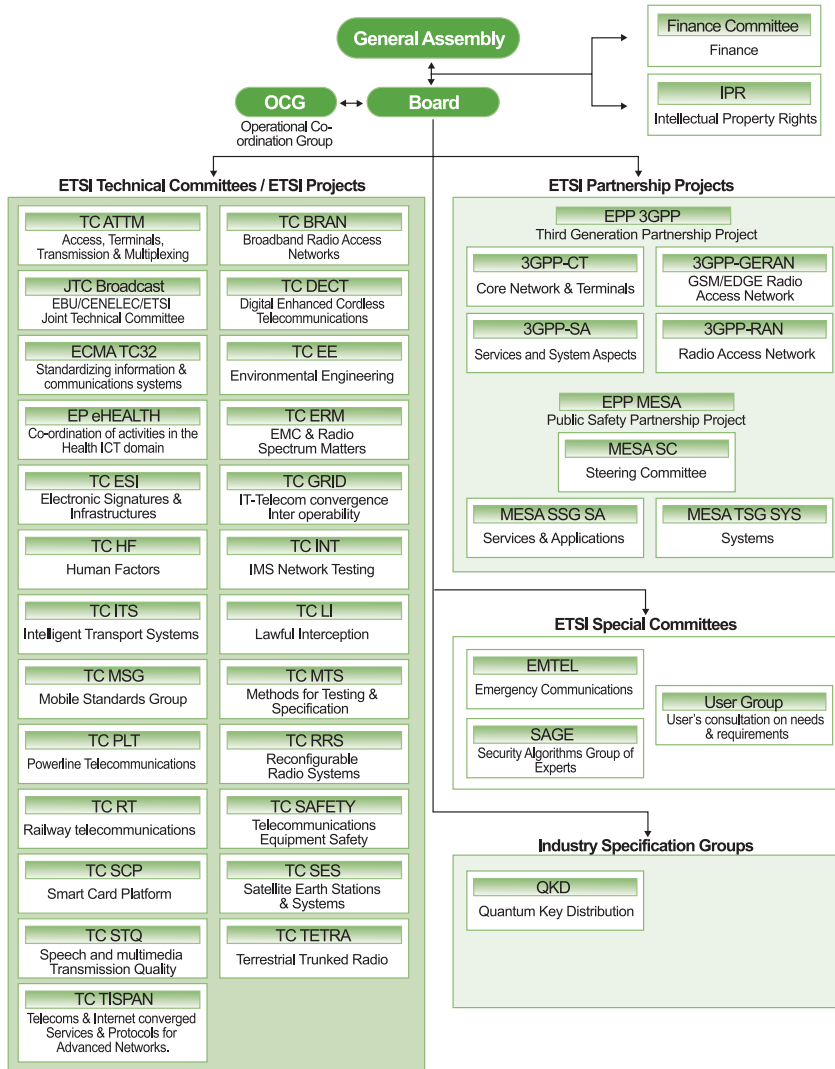 General Assembly
Finance Committee
Finance
OCG
Board
IPR
Intellectual Property Rights
Operational Co-
ordination Group
ETSI Technical Committees / ETSI Projects
TC ATTM
Access, Terminals,
Transmission & Multiplexing
TC BRAN
Broadband Radio Access
Networks
JTC Broadcast
EBU/CENELEC/ETSI
Joint Technical Committee
TC DECT
Digital Enhanced Cordless
Telecommunications
ECMA TC32
Standardizing information &
communications systems
TC EE
Environmental Engineering
EP eHEALTH
Co-ordination of activities in the
Health ICT domain
TC ERM
EMC & Radio
Spectrum Matters
TC ESI
Electronic Signatures &
Infrastructures
TC GRID
IT-Telecom convergence
Inter operability
TC HF
Human Factors
TC INT
IMS Network Testing
TC ITS
Intelligent Transport Systems
TC LI
Lawful Interception
TC MSG
Mobile Standards Group
TC MTS
Methods for Testing &
Specification
TC PLT
Powerline Telecommunications
TC RRS
Reconfigurable
Radio Systems
TC RT
Railway telecommunications
TC SAFETY
Telecommunications
Equipment Safety
TC SCP
Smart Card Platform
TC SES
Satellite Earth Stations
& Systems
TC STQ
Speech and multimedia
Transmission Quality
TC TETRA
Terrestrial Trunked Radio
TC TISPAN
Telecoms & Internet converged
Services & Protocols for
Advanced Networks.
ETSI Partnership Projects
EPP 3GPP
Third Generation Partnership Project
3GPP-CT
Core Network & Terminals
3GPP-GERAN
GSM/EDGE Radio
Access Network
3GPP-SA
Services and System Aspects
3GPP-RAN
Radio Access Network
EPP MESA
Public Safety Partnership Project
MESA SC
Steering Committee
MESA SSG SA
Services & Applications
MESA TSG SYS
Systems
ETSI Special Committees
EMTEL
Emergency Communications
User Group
User's consultation on needs
& requirements
SAGE
Security Algorithms Group of
Experts
Industry Specification Groups
QKD
Quantum Key Distribution